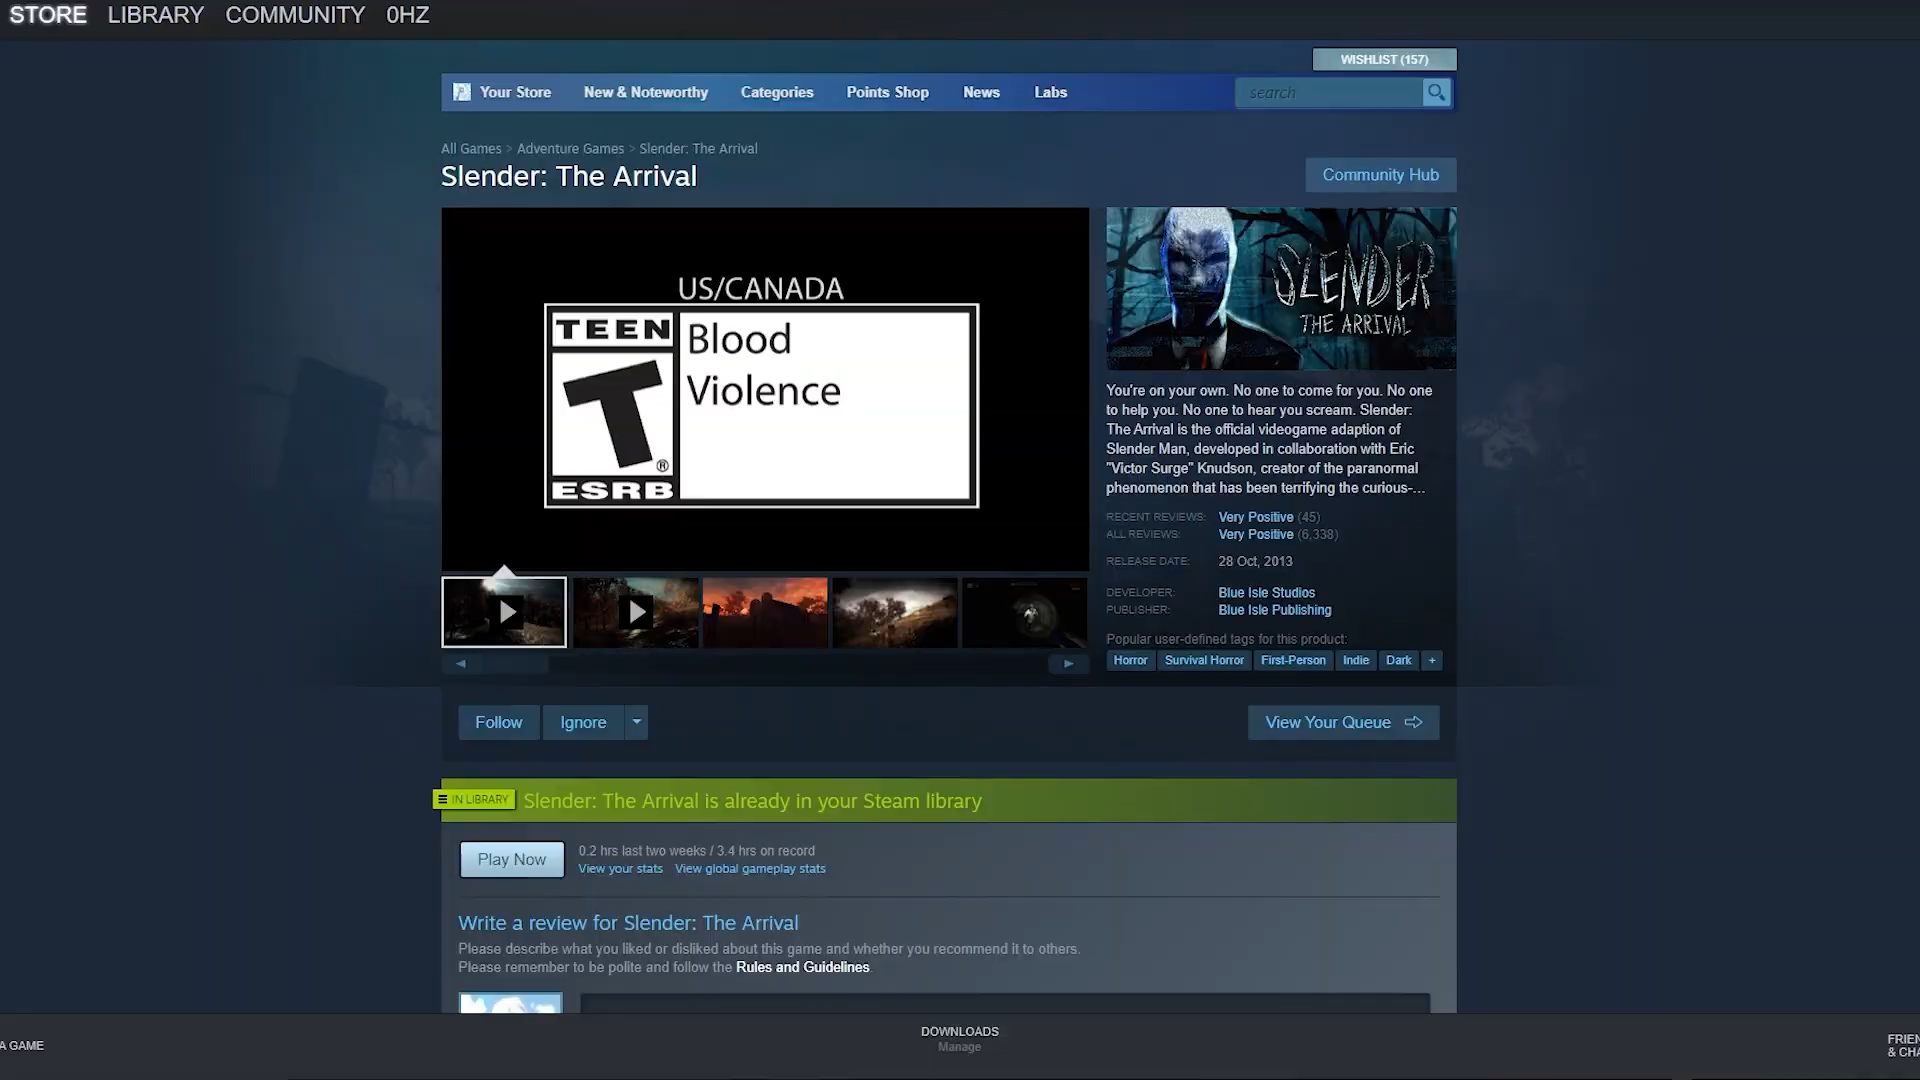 STORE LIBRARY COMMUNITY 0HZ
WISHLIST (157)
Your Store New & Noteworthy Categories Points Shop News Labs search
All Games > Adventure Games > Slender: The Arrival
Slender: The Arrival
Community Hub
US/CANADA
TEEN
T
®
ESRB
Blood
Violence
SLENDER
THE ARRIVAL
You're on your own. No one to come for you. No one
to help you. No one to hear you scream. Slender:
The Arrival is the official videogame adaption of
Slender Man, developed in collaboration with Eric
"Victor Surge" Knudson, creator of the paranormal
phenomenon that has been terrifying the curious-...
RECENT REVIEWS: Very Positive (45)
ALL REVIEWS: Very Positive (6,338)
RELEASE DATE: 28 Oct, 2013
DEVELOPER: Blue Isle Studios
PUBLISHER: Blue Isle Publishing
Popular user-defined tags for this product:
Horror Survival Horror First-Person Indie Dark +
Follow Ignore
View Your Queue
IN LIBRARY Slender: The Arrival is already in your Steam library
Play Now
0.2 hrs last two weeks / 3.4 hrs on record
View your stats View global gameplay stats
Write a review for Slender: The Arrival
Please describe what you liked or disliked about this game and whether you recommend it to others.
Please remember to be polite and follow the Rules and Guidelines.
A GAME
DOWNLOADS
Manage
FRIEN
& CHA